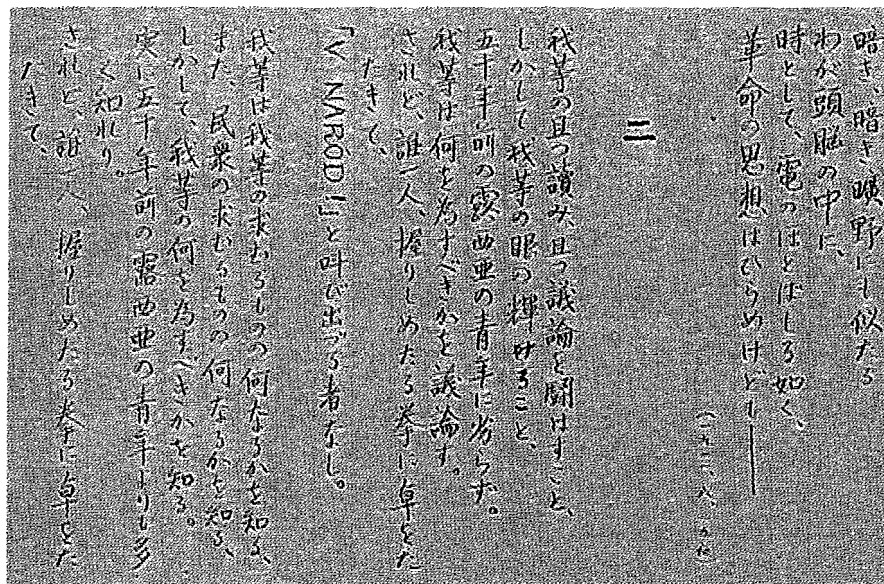 暗き、暗き曠野にも似たる
わが頭脳の中に、
時として、電のほとばしる如く、
革命の思想はひらめけども――
二
我等の且つ讀み、且つ議論を闘はすこと、
しかして我等の眼の輝けること、
五十年前の露西亜の青年に劣らず。
我等は何を為すべきかを議論す。
されど、誰一人、握りしめたる拳に卓をた
たきて、
「V NAROD!」と叫び出づる者なし。
我等は我等の求むるものの何なるかを知る、
また、民衆の求むるものの何なるかを知る、
しかして、我等の何を為すべきかを知る。
実に五十年前の露西亜の青年よりも多
く知れり。
されど、誰一人、握りしめたる拳に卓をた
たきて、